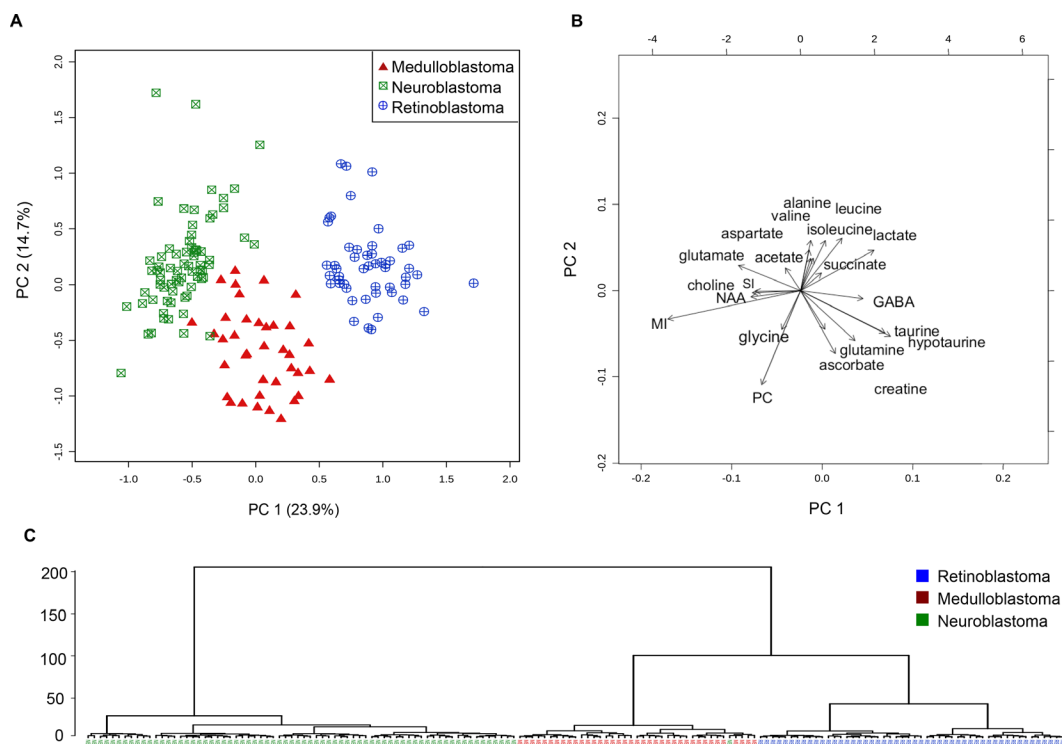 A
Medulloblastoma
Neuroblastoma
Retinoblastoma
2.0
1.5
1.0
0.5
0.0
-0.5
-1.0
-1.5
PC 2 (14.7%)
-1.0
-0.5
0.0
0.5
1.0
1.5
2.0
PC 1 (23.9%)
B
-4
-2
0
2
4
6
0.2
0.1
0.0
-0.1
-0.2
PC 2
alanine
leucine
valine
isoleucine
aspartate
lactate
glutamate
acetate
succinate
choline
SI
NAA
GABA
MI
glycine
taurine
hypotaurine
glutamine
ascorbate
creatine
PC
-0.2
-0.1
0.0
0.1
0.2
PC 1
C
200
150
100
50
0
Retinoblastoma
Medulloblastoma
Neuroblastoma